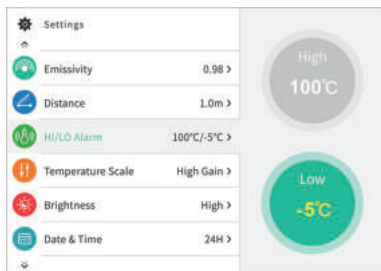 Settings
Emissivity 0.98 >
Distance 1.0m >
HI/LO Alarm 100°C/-5°C >
Temperature Scale High Gain >
Brightness High >
Date & Time 24H >
High
100°C
Low
-5°C